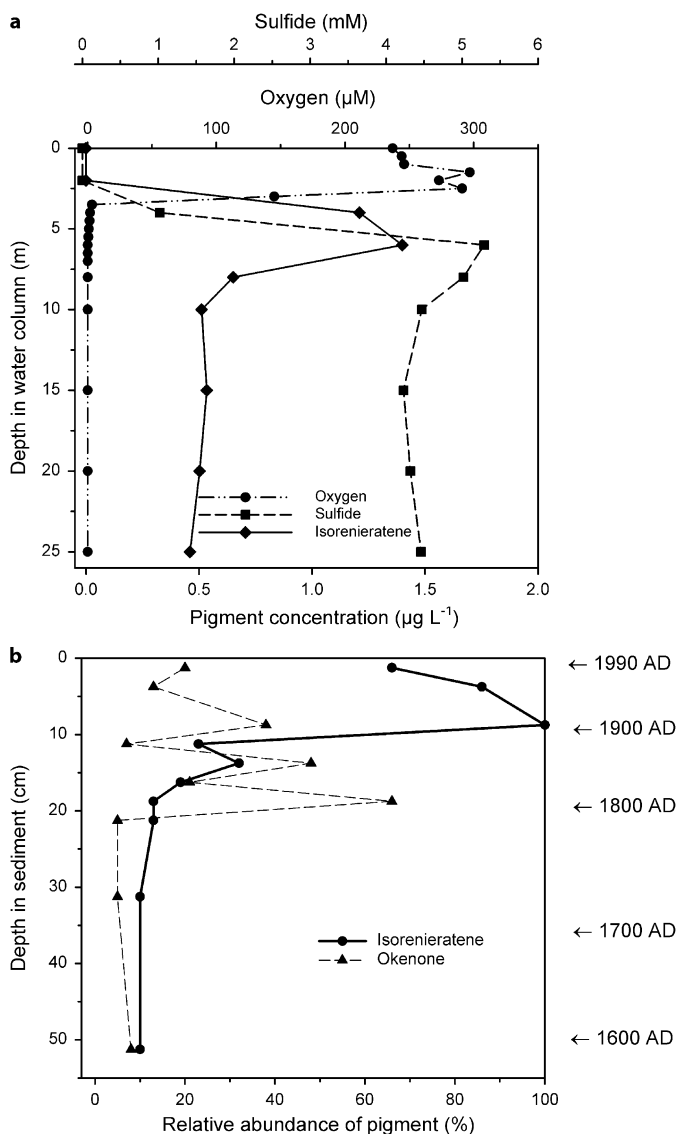 a
Sulfide (mM)
0 1 2 3 4 5 6
Oxygen (µM)
0 100 200 300
Depth in water column (m)
0
5
10
15
20
25
Oxygen
Sulfide
Isorenieratene
0.0 0.5 1.0 1.5 2.0
Pigment concentration (µg L⁻¹)
b
Depth in sediment (cm)
0
10
20
30
40
50
← 1990 AD
← 1900 AD
← 1800 AD
← 1700 AD
← 1600 AD
Isorenieratene
Okenone
0 20 40 60 80 100
Relative abundance of pigment (%)